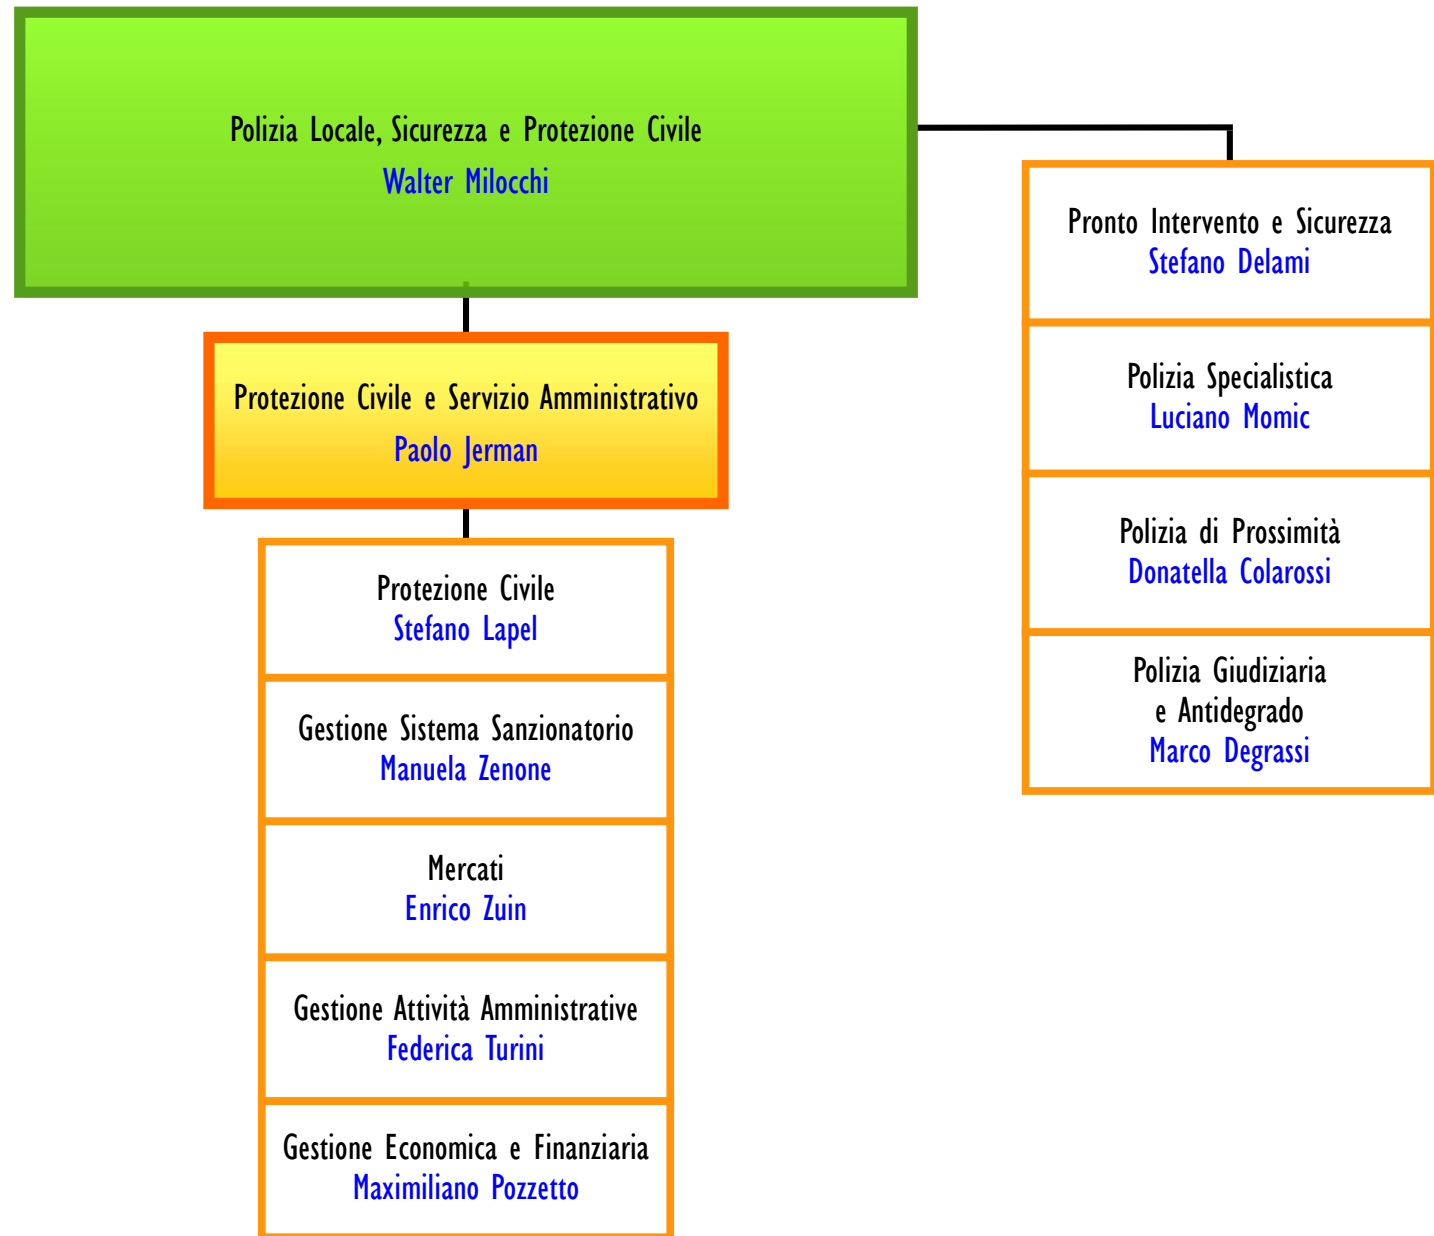 Polizia Locale, Sicurezza e Protezione Civile
Walter Milocchi
Protezione Civile e Servizio Amministrativo
Paolo Jerman
Protezione Civile
Stefano Lapel
Gestione Sistema Sanzionatorio
Manuela Zenone
Mercati
Enrico Zuin
Gestione Attività Amministrative
Federica Turini
Gestione Economica e Finanziaria
Maximiliano Pozzetto
Pronto Intervento e Sicurezza
Stefano Delami
Polizia Specialistica
Luciano Momic
Polizia di Prossimità
Donatella Colarossi
Polizia Giudiziaria
e Antidegrado
Marco Degrassi